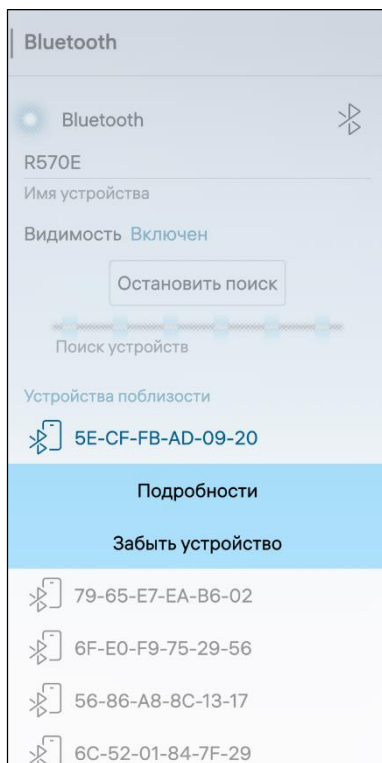 Bluetooth
Bluetooth
R570E
Имя устройства
Видимость Включен
Остановить поиск
Поиск устройств
Устройства поблизости
5E-CF-FB-AD-09-20
Подробности
Забыть устройство
79-65-E7-EA-B6-02
6F-E0-F9-75-29-56
56-86-A8-8C-13-17
6C-52-01-84-7F-29